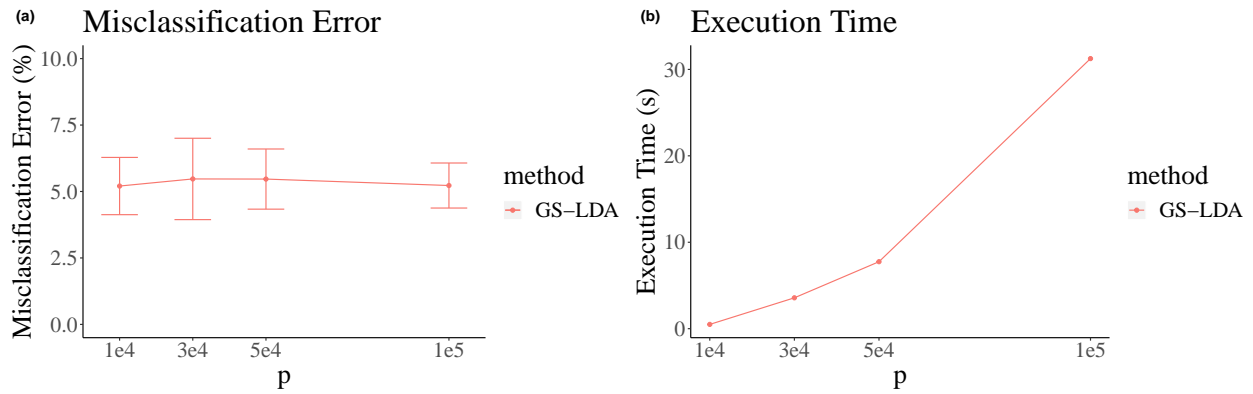 (a) Misclassification Error
Misclassification Error (%)
10.0
7.5
5.0
2.5
0.0
1e4 3e4 5e4 1e5
p
method
GS−LDA
(b) Execution Time
Execution Time (s)
30
20
10
0
1e4 3e4 5e4 1e5
p
method
GS−LDA